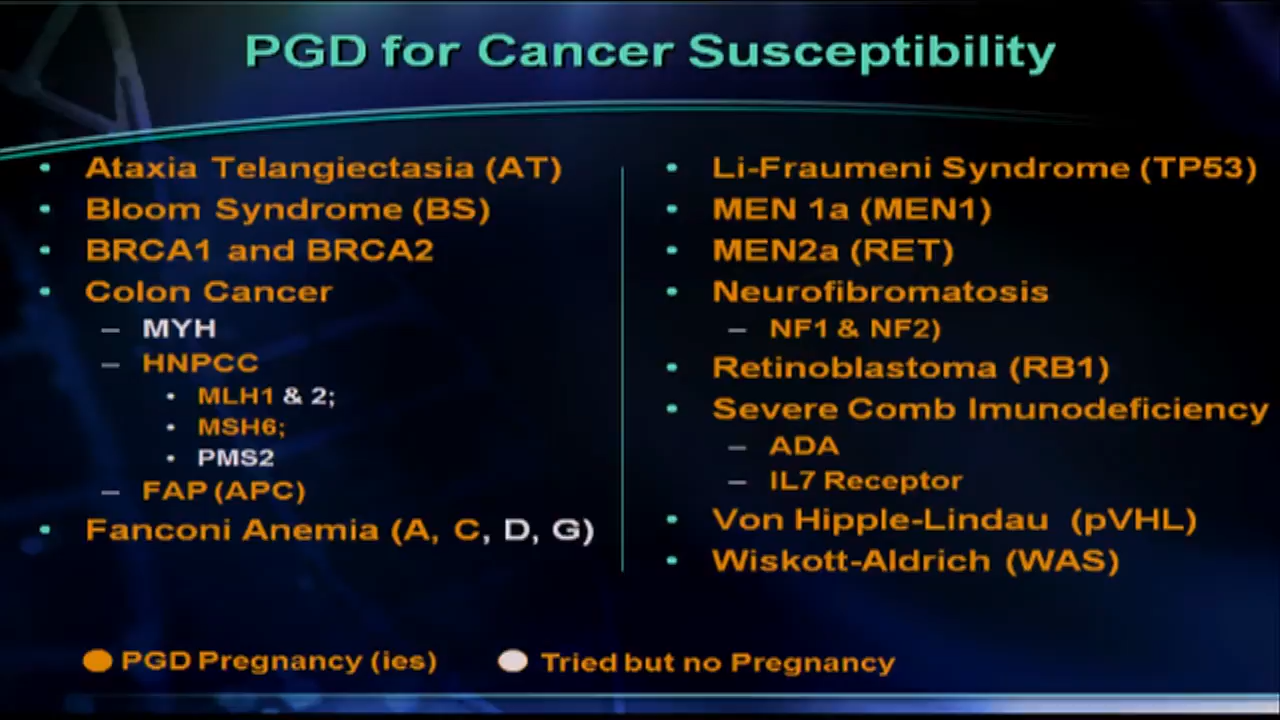 PGD for Cancer Susceptibility
• Ataxia Telangiectasia (AT)
• Bloom Syndrome (BS)
• BRCA1 and BRCA2
• Colon Cancer
– MYH
– HNPCC
• MLH1 & 2;
• MSH6;
• PMS2
– FAP (APC)
• Fanconi Anemia (A, C, D, G)
• Li-Fraumeni Syndrome (TP53)
• MEN 1a (MEN1)
• MEN2a (RET)
• Neurofibromatosis
– NF1 & NF2)
• Retinoblastoma (RB1)
• Severe Comb Imunodeficiency
– ADA
– IL7 Receptor
• Von Hipple-Lindau (pVHL)
• Wiskott-Aldrich (WAS)
PGD Pregnancy (ies) Tried but no Pregnancy